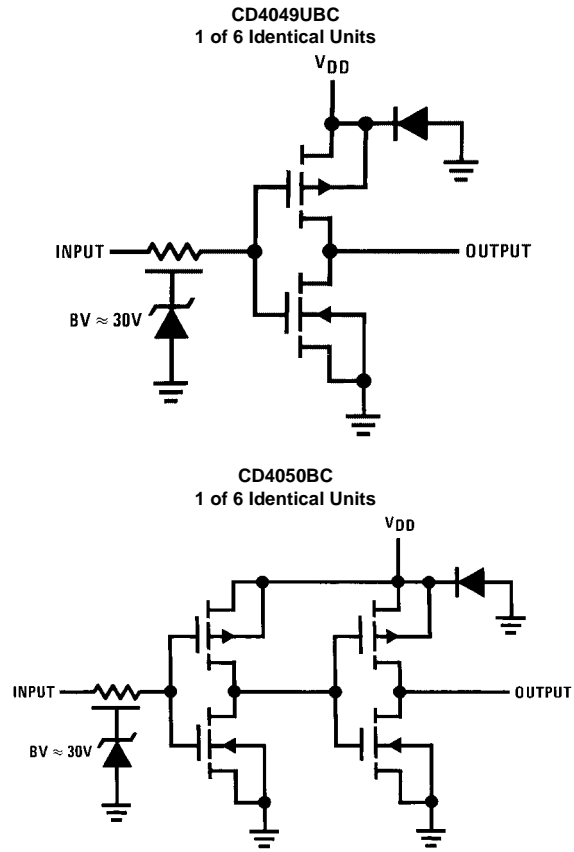 CD4049UBC
1 of 6 Identical Units
VDD
INPUT
OUTPUT
BV ≈ 30V
CD4050BC
1 of 6 Identical Units
VDD
INPUT
OUTPUT
BV ≈ 30V